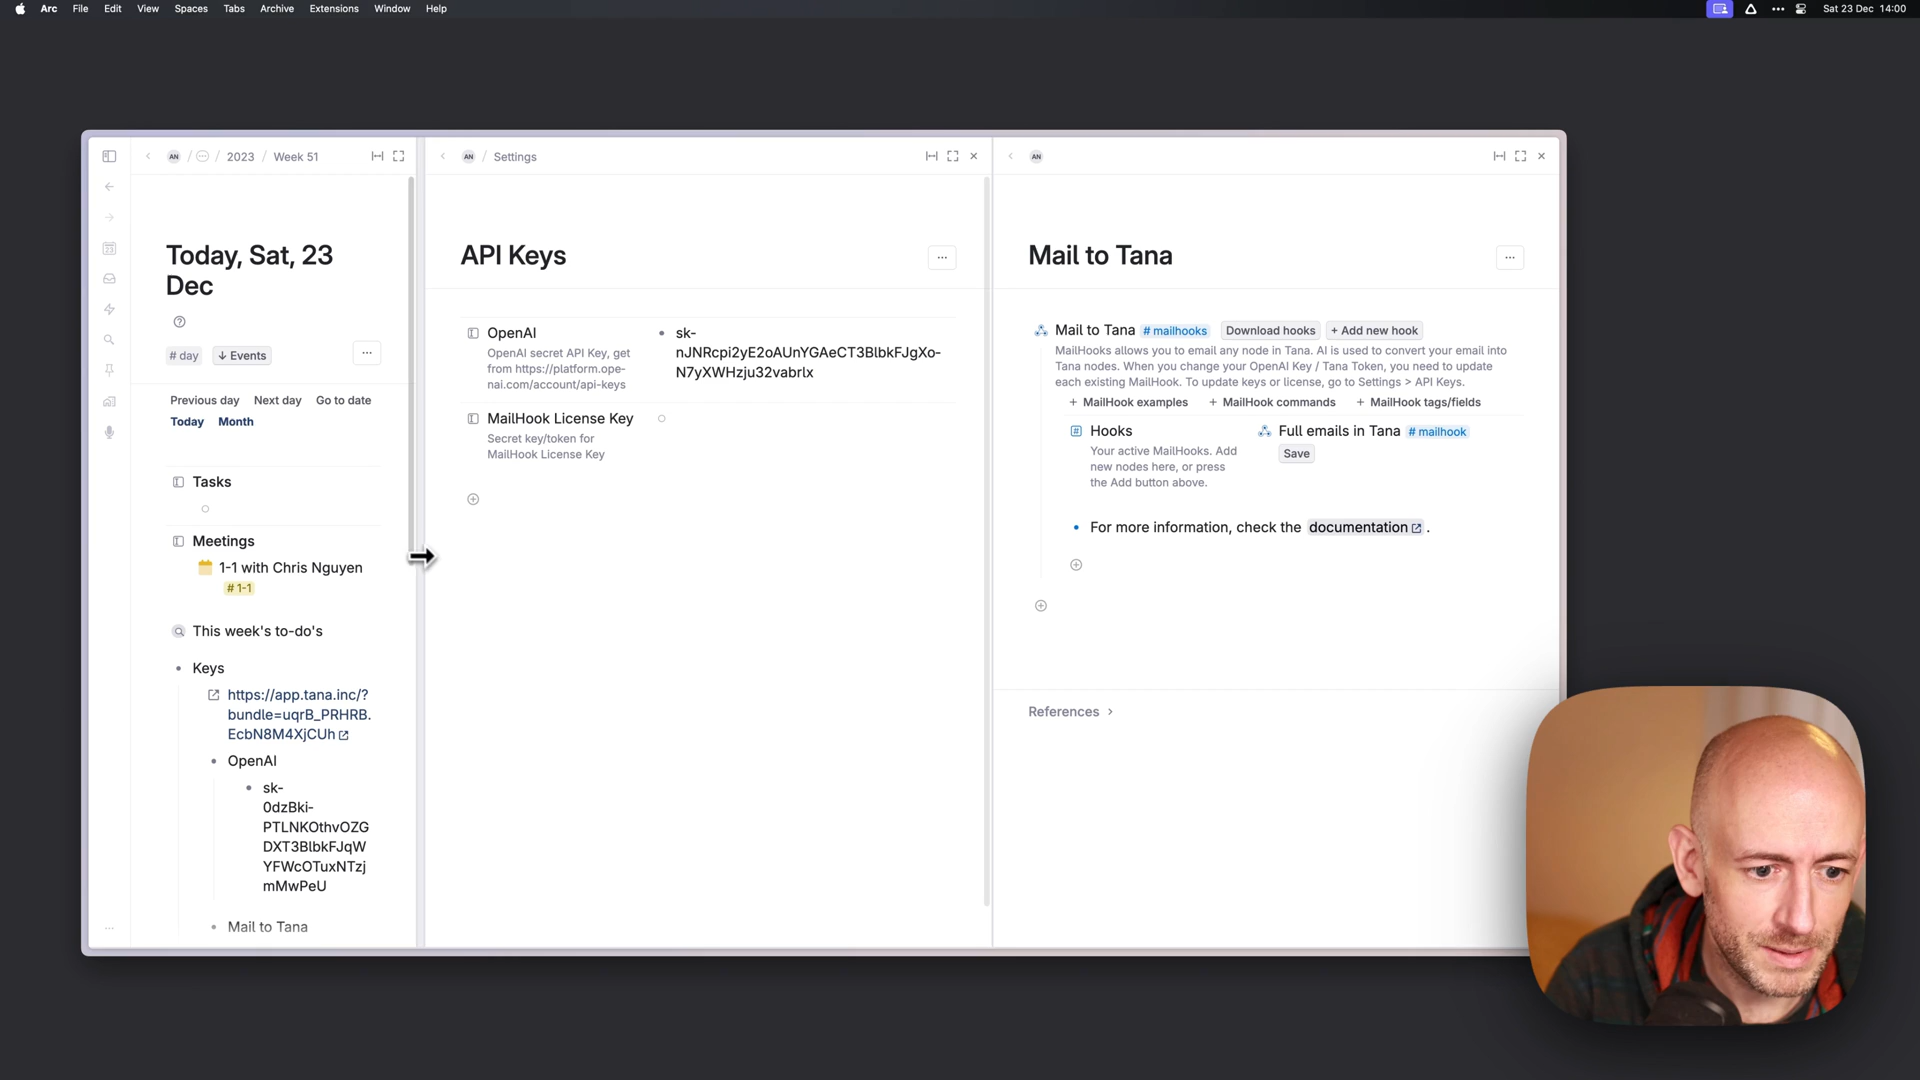 Arc File Edit View Spaces Tabs Archive Extensions Window Help
Sat 23 Dec 14:00
AN / 2023 / Week 51
Today, Sat, 23
Dec
# day
↓ Events
...
Previous day Next day Go to date
Today Month
Tasks
Meetings
1-1 with Chris Nguyen
# 1-1
This week's to-do's
Keys
https://app.tana.inc/?
bundle=uqrB_PRHRB.
EcbN8M4XjCUh
OpenAI
sk-
0dzBki-
PTLNKOthvOZG
DXT3BlbkFJqW
YFWcOTuxNTzj
mMwPeU
Mail to Tana
AN / Settings
API Keys
...
OpenAI
OpenAI secret API Key, get
from https://platform.ope-
nai.com/account/api-keys
sk-
nJNRcpi2yE2oAUnYGAeCT3BlbkFJgXo-
N7yXWHzju32vabrlx
MailHook License Key
Secret key/token for
MailHook License Key
AN
Mail to Tana
...
Mail to Tana # mailhooks Download hooks + Add new hook
MailHooks allows you to email any node in Tana. AI is used to convert your email into
Tana nodes. When you change your OpenAI Key / Tana Token, you need to update
each existing MailHook. To update keys or license, go to Settings > API Keys.
+ MailHook examples + MailHook commands + MailHook tags/fields
Hooks
Your active MailHooks. Add
new nodes here, or press
the Add button above.
Full emails in Tana # mailhook
Save
For more information, check the documentation .
References >